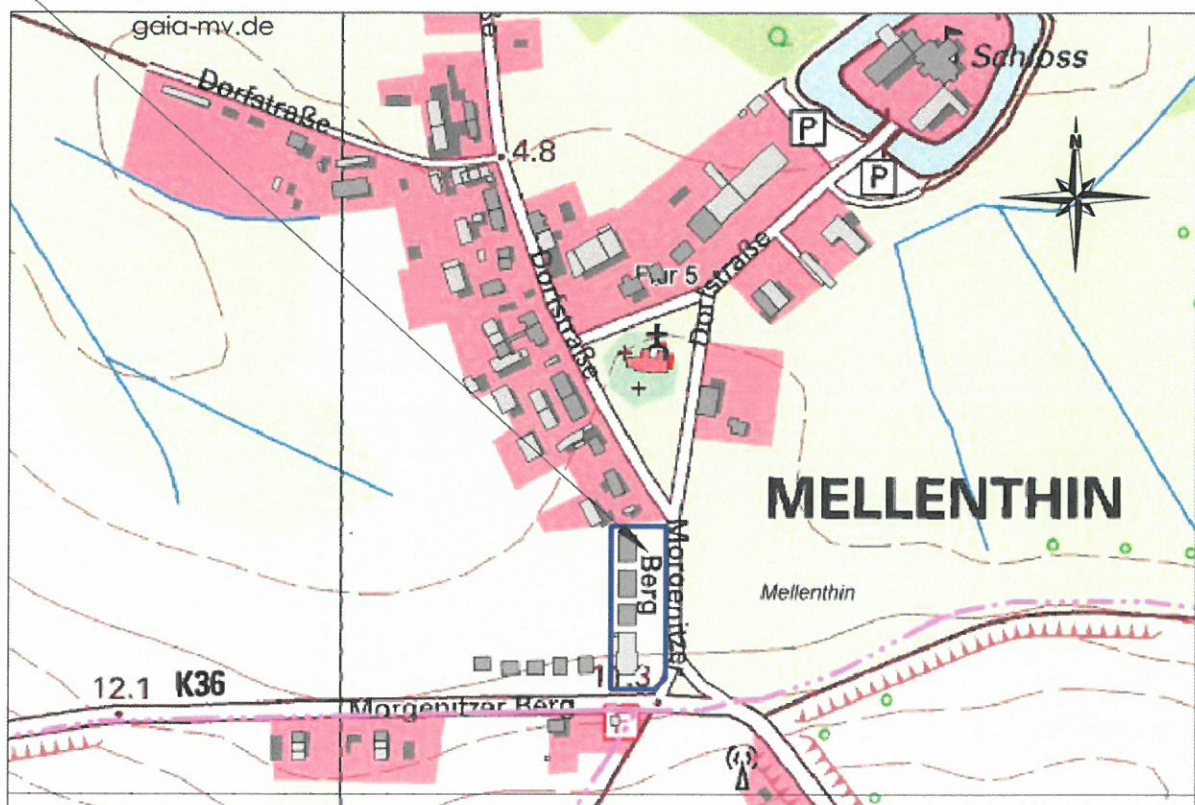 gaia-mv.de
Dorfstraße
Schloss
P
N
4.8
P
Dorfstraße
Flur 5
Dorfstraße
MELLENTHIN
Morgenitzer
Berg
Mellenthin
12.1
K36
Morgenitzer Berg